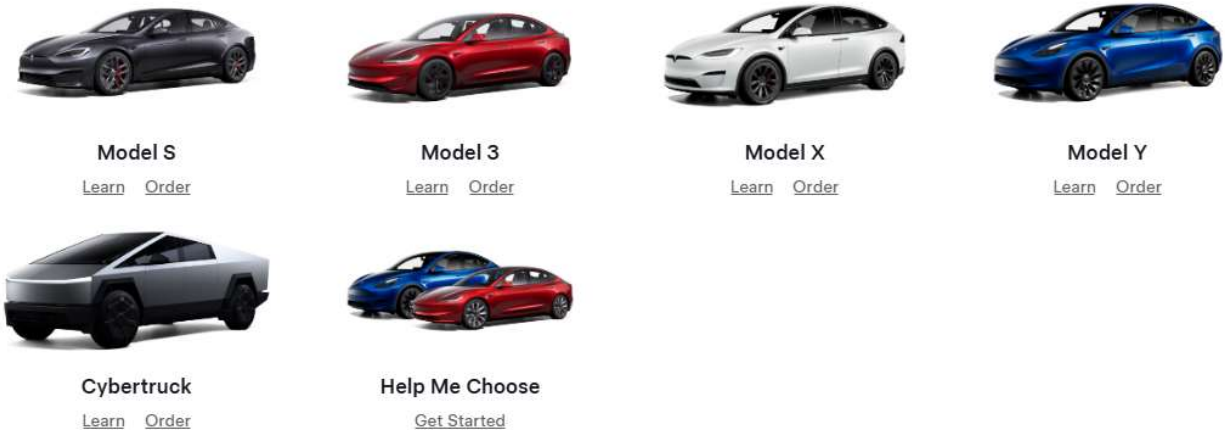 Model S
Learn Order
Model 3
Learn Order
Model X
Learn Order
Model Y
Learn Order
Cybertruck
Learn Order
Help Me Choose
Get Started